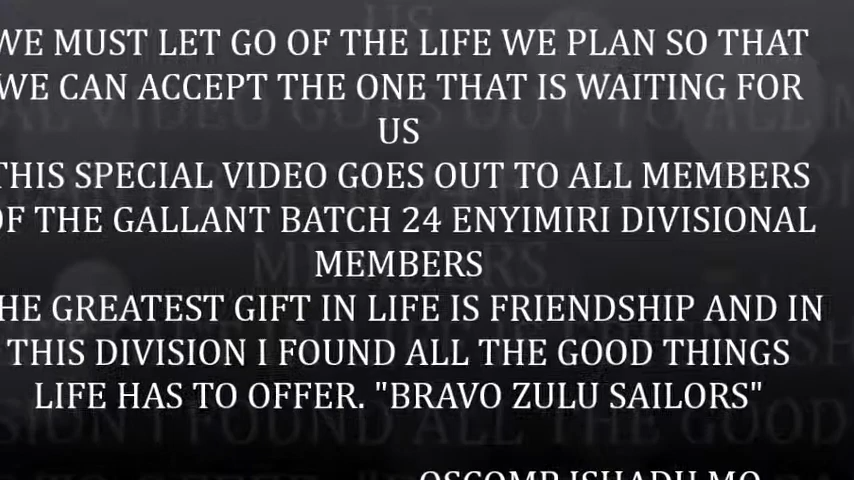 WE MUST LET GO OF THE LIFE WE PLAN SO THAT
WE CAN ACCEPT THE ONE THAT IS WAITING FOR
US
THIS SPECIAL VIDEO GOES OUT TO ALL MEMBERS
OF THE GALLANT BATCH 24 ENYIMIRI DIVISIONAL
MEMBERS
HE GREATEST GIFT IN LIFE IS FRIENDSHIP AND IN
THIS DIVISION I FOUND ALL THE GOOD THINGS
LIFE HAS TO OFFER. "BRAVO ZULU SAILORS"